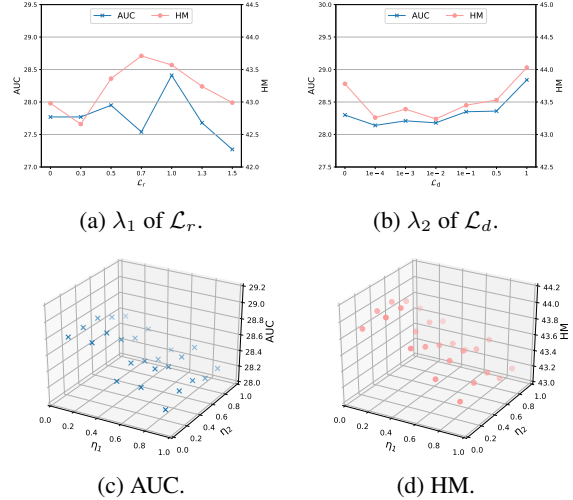 AUC HM
29.5 29.0 28.5 28.0 27.5 27.0
AUC
44.5 44.0 43.5 43.0 42.5 42.0
HM
0 0.3 0.5 0.7 1.0 1.3 1.5
ℒr
(a) λ1 of ℒr.
AUC HM
30.5 30.0 29.5 29.0 28.5 28.0 27.5 27.0
AUC
45.0 44.5 44.0 43.5 43.0 42.5 42.0
HM
0 1e−4 1e−3 1e−2 1e−1 0.5 1
ℒd
(b) λ2 of ℒd.
29.2 29.0 28.8 28.6 28.4 28.2 28.0
AUC
0.0 0.2 0.4 0.6 0.8 1.0
η1
0.0 0.2 0.4 0.6 0.8 1.0
η2
(c) AUC.
44.2 44.0 43.8 43.6 43.4 43.2 43.0
HM
0.0 0.2 0.4 0.6 0.8 1.0
η1
0.0 0.2 0.4 0.6 0.8 1.0
η2
(d) HM.